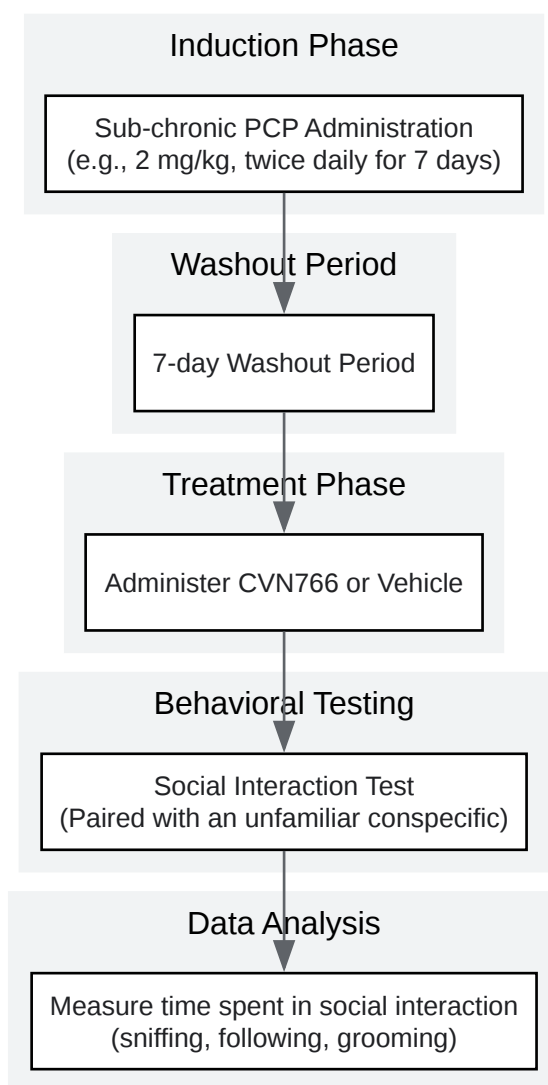 Induction Phase
Sub-chronic PCP Administration
(e.g., 2 mg/kg, twice daily for 7 days)
Washout Period
7-day Washout Period
Treatment Phase
Administer CVN766 or Vehicle
Behavioral Testing
Social Interaction Test
(Paired with an unfamiliar conspecific)
Data Analysis
Measure time spent in social interaction
(sniffing, following, grooming)